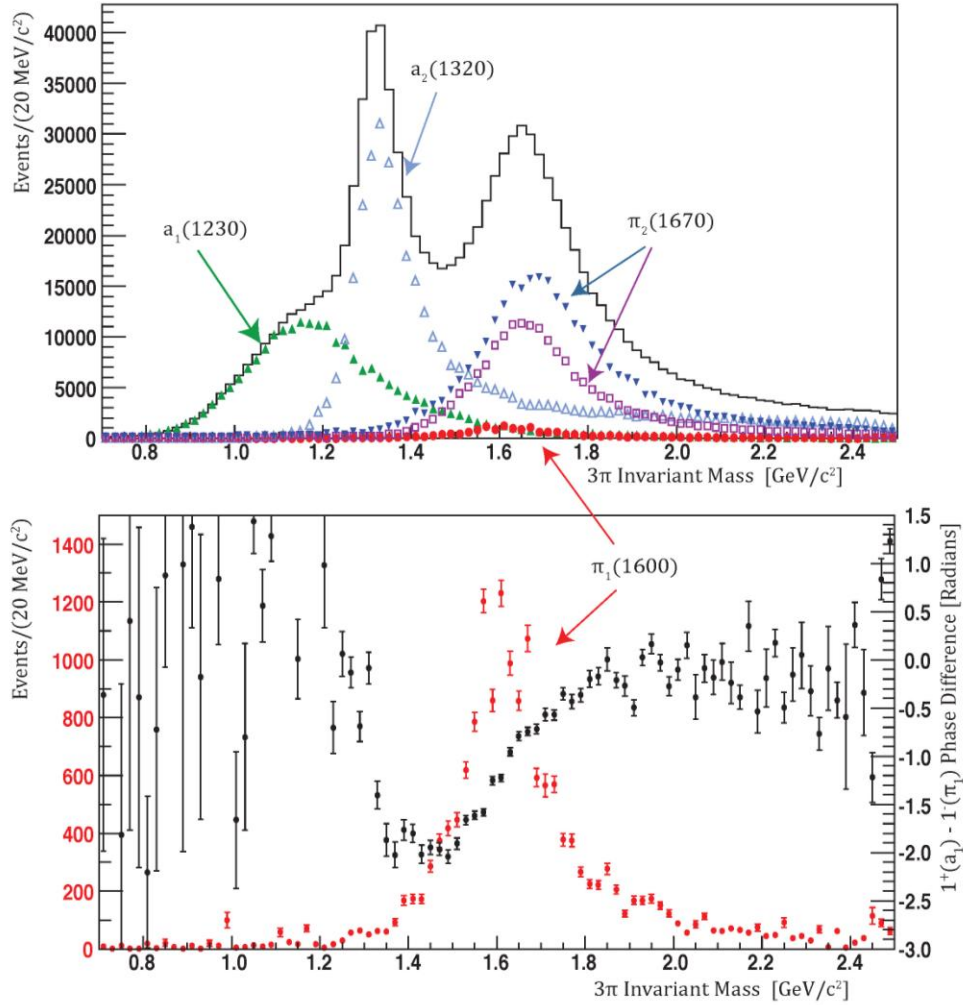 Events/(20 MeV/c²)
40000
35000
30000
25000
20000
15000
10000
5000
0
a₂(1320)
a₁(1230)
π₂(1670)
0.8 1.0 1.2 1.4 1.6 1.8 2.0 2.2 2.4
3π Invariant Mass [GeV/c²]
Events/(20 MeV/c²)
1400
1200
1000
800
600
400
200
0
π₁(1600)
1.5
1.0
0.5
0.0
-0.5
-1.0
-1.5
-2.0
-2.5
-3.0
1⁺(a₁) - 1⁻(π₁) Phase Difference [Radians]
0.8 1.0 1.2 1.4 1.6 1.8 2.0 2.2 2.4
3π Invariant Mass [GeV/c²]